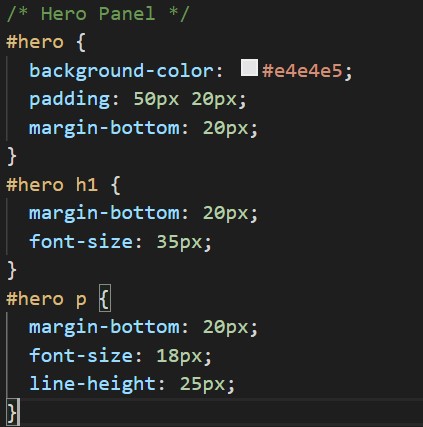 /* Hero Panel */
#hero {
  background-color: #e4e4e5;
  padding: 50px 20px;
  margin-bottom: 20px;
}
#hero h1 {
  margin-bottom: 20px;
  font-size: 35px;
}
#hero p {
  margin-bottom: 20px;
  font-size: 18px;
  line-height: 25px;
}